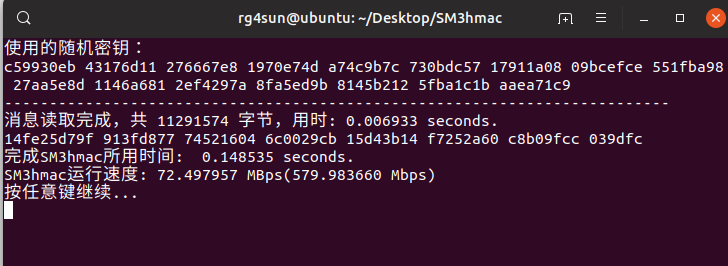 rg4sun@ubuntu: ~/Desktop/SM3hmac
使用的随机密钥：
c59930eb 43176d11 276667e8 1970e74d a74c9b7c 730bdc57 17911a08 09bcefce 551fba98
27aa5e8d 1146a681 2ef4297a 8fa5ed9b 8145b212 5fba1c1b aaea71c9
--------------------------------------------------------------------------
消息读取完成，共 11291574 字节，用时: 0.006933 seconds.
14fe25d79f 913fd877 74521604 6c0029cb 15d43b14 f7252a60 c8b09fcc 039dfc
完成SM3hmac所用时间: 0.148535 seconds.
SM3hmac运行速度: 72.497957 MBps(579.983660 Mbps)
按任意键继续...